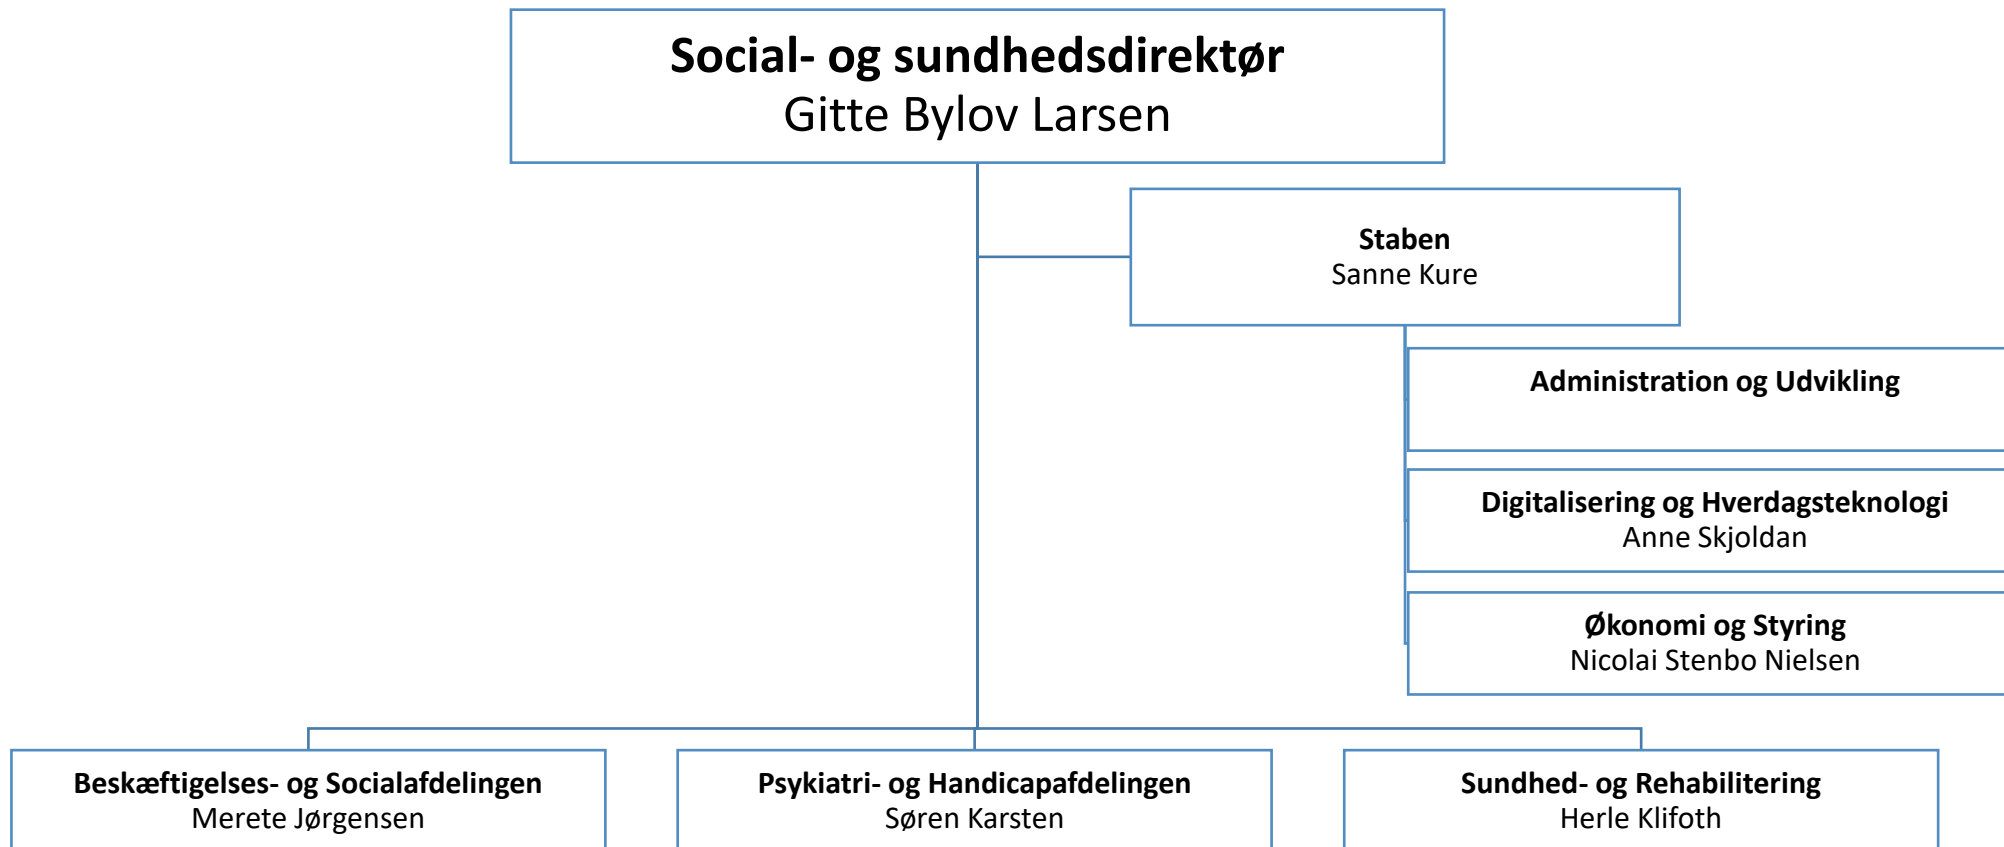 Social- og sundhedsdirektør
Gitte Bylov Larsen
Staben
Sanne Kure
Administration og Udvikling
Digitalisering og Hverdagsteknologi
Anne Skjoldan
Økonomi og Styring
Nicolai Stenbo Nielsen
Beskæftigelses- og Socialafdelingen
Merete Jørgensen
Psykiatri- og Handicapafdelingen
Søren Karsten
Sundhed- og Rehabilitering
Herle Klifoth